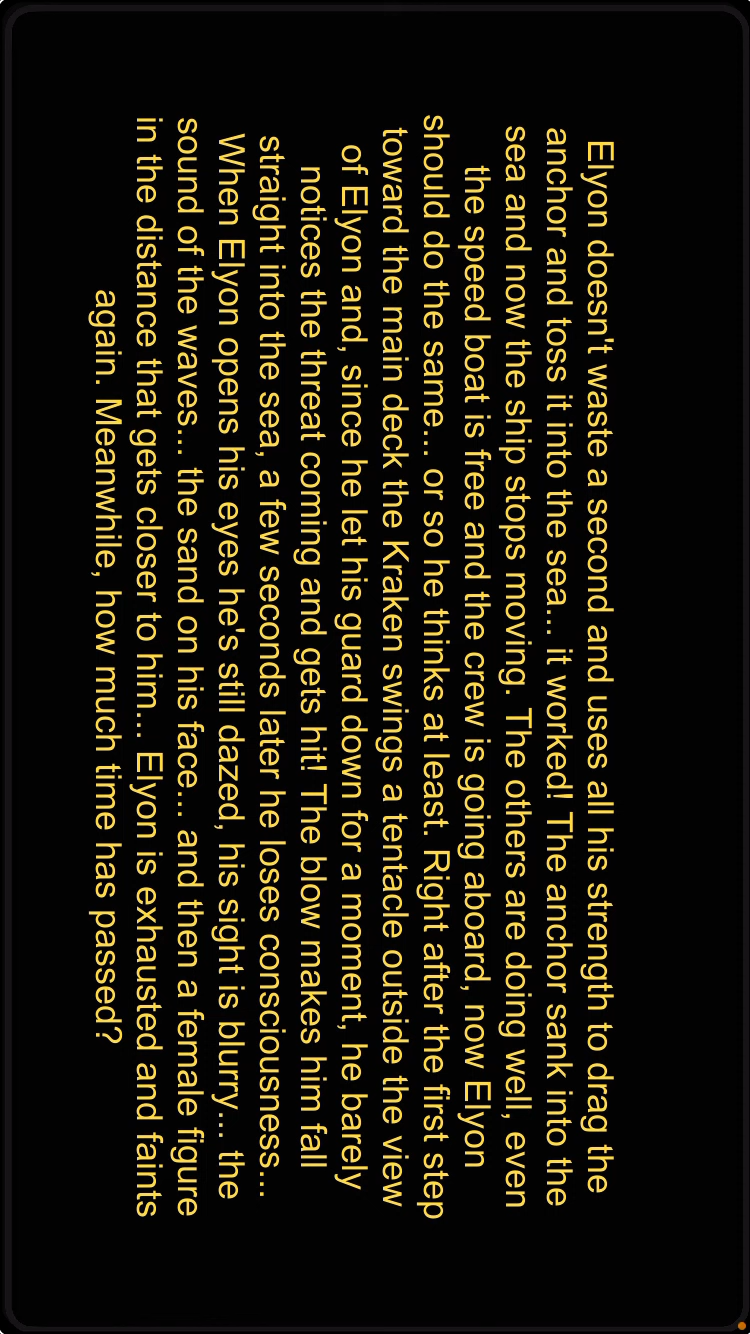 Elyon doesn't waste a second and uses all his strength to drag the
anchor and toss it into the sea... it worked! The anchor sank into the
sea and now the ship stops moving. The others are doing well, even
the speed boat is free and the crew is going aboard, now Elyon
should do the same... or so he thinks at least. Right after the first step
toward the main deck the Kraken swings a tentacle outside the view
of Elyon and, since he let his guard down for a moment, he barely
notices the threat coming and gets hit! The blow makes him fall
straight into the sea, a few seconds later he loses consciousness...
When Elyon opens his eyes he's still dazed, his sight is blurry... the
sound of the waves... the sand on his face... and then a female figure
in the distance that gets closer to him... Elyon is exhausted and faints
again. Meanwhile, how much time has passed?